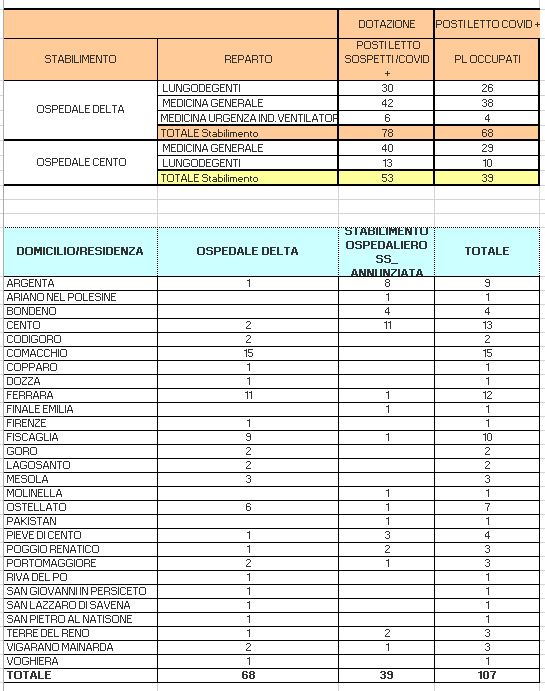 DOTAZIONE POSTI LETTO COVID +
STABILIMENTO REPARTO POSTI LETTO SOSPETTI/COVID + PL OCCUPATI
OSPEDALE DELTA
LUNGODEGENTI 30 26
MEDICINA GENERALE 42 38
MEDICINA URGENZA IND.VENTILATOR 6 4
TOTALE Stabilimento 78 68
OSPEDALE CENTO
MEDICINA GENERALE 40 29
LUNGODEGENTI 13 10
TOTALE Stabilimento 53 39
DOMICILIO/RESIDENZA OSPEDALE DELTA STABILIMENTO OSPEDALIERO SS_ ANNUNZIATA TOTALE
ARGENTA 1 8 9
ARIANO NEL POLESINE 1 1
BONDENO 4 4
CENTO 2 11 13
CODIGORO 2 2
COMACCHIO 15 15
COPPARO 1 1
DOZZA 1 1
FERRARA 11 1 12
FINALE EMILIA 1 1
FIRENZE 1 1
FISCAGLIA 9 1 10
GORO 2 2
LAGOSANTO 2 2
MESOLA 3 3
MOLINELLA 1 1
OSTELLATO 6 1 7
PAKISTAN 1 1
PIEVE DI CENTO 1 3 4
POGGIO RENATICO 1 2 3
PORTOMAGGIORE 2 1 3
RIVA DEL PO 1 1
SAN GIOVANNI IN PERSICETO 1 1
SAN LAZZARO DI SAVENA 1 1
SAN PIETRO AL NATISONE 1 1
TERRE DEL RENO 1 2 3
VIGARANO MAINARDA 2 1 3
VOGHIERA 1 1
TOTALE 68 39 107